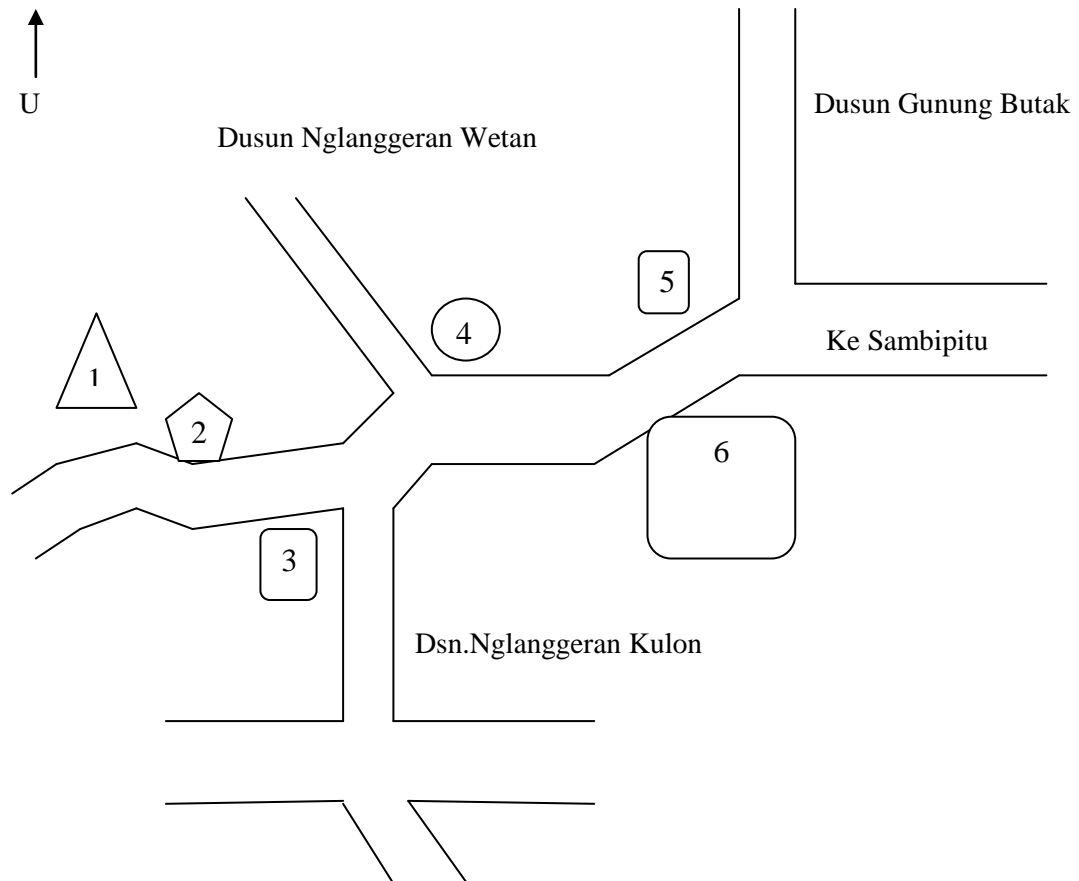 U
Dusun Gunung Butak
Dusun Nglanggeran Wetan
5
4
Ke Sambipitu
1
2
6
3
Dsn.Nglanggeran Kulon